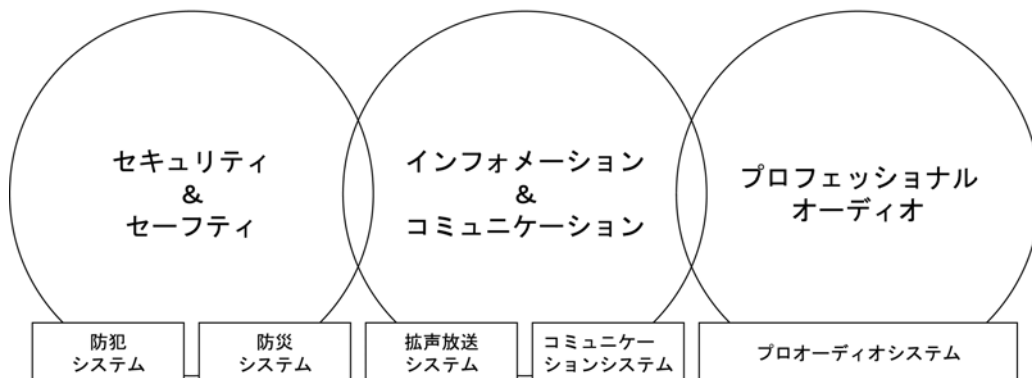 セキュリティ
&
セーフティ
インフォメーション
&
コミュニケーション
プロフェッショナル
オーディオ
防犯
システム
防災
システム
拡声放送
システム
コミュニケー
ションシステム
プロオーディオシステム